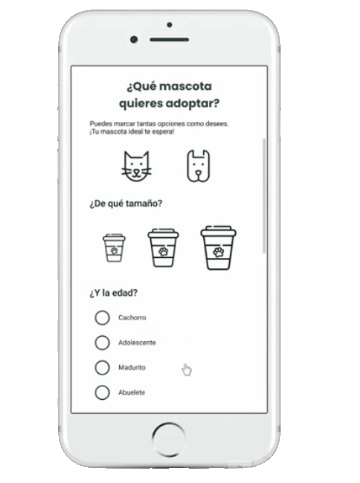 ¿Qué mascota
quieres adoptar?
Puedes marcar tantas opciones como desees.
¡Tu mascota ideal te espera!
¿De qué tamaño?
¿Y la edad?
Cachorro
Adolescente
Madurito
Abuelete